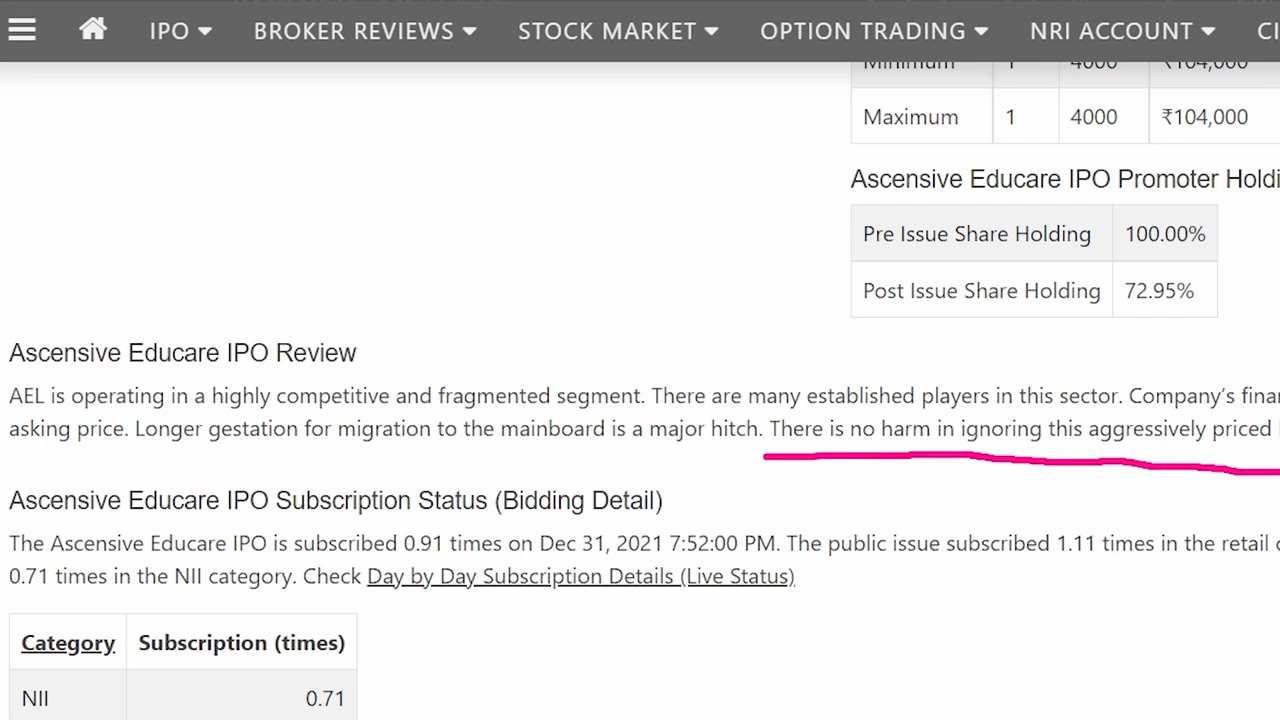 IPO BROKER REVIEWS STOCK MARKET OPTION TRADING NRI ACCOUNT
Minimum 1 4000 ₹104,000
Maximum 1 4000 ₹104,000
Ascensive Educare IPO Promoter
Pre Issue Share Holding 100.00%
Post Issue Share Holding 72.95%
Ascensive Educare IPO Review
AEL is operating in a highly competitive and fragmented segment. There are many established players in this sector. Company's
asking price. Longer gestation for migration to the mainboard is a major hitch. There is no harm in ignoring this aggressively priced
Ascensive Educare IPO Subscription Status (Bidding Detail)
The Ascensive Educare IPO is subscribed 0.91 times on Dec 31, 2021 7:52:00 PM. The public issue subscribed 1.11 times in the retail
0.71 times in the NII category. Check Day by Day Subscription Details (Live Status)
Category Subscription (times)
NII 0.71